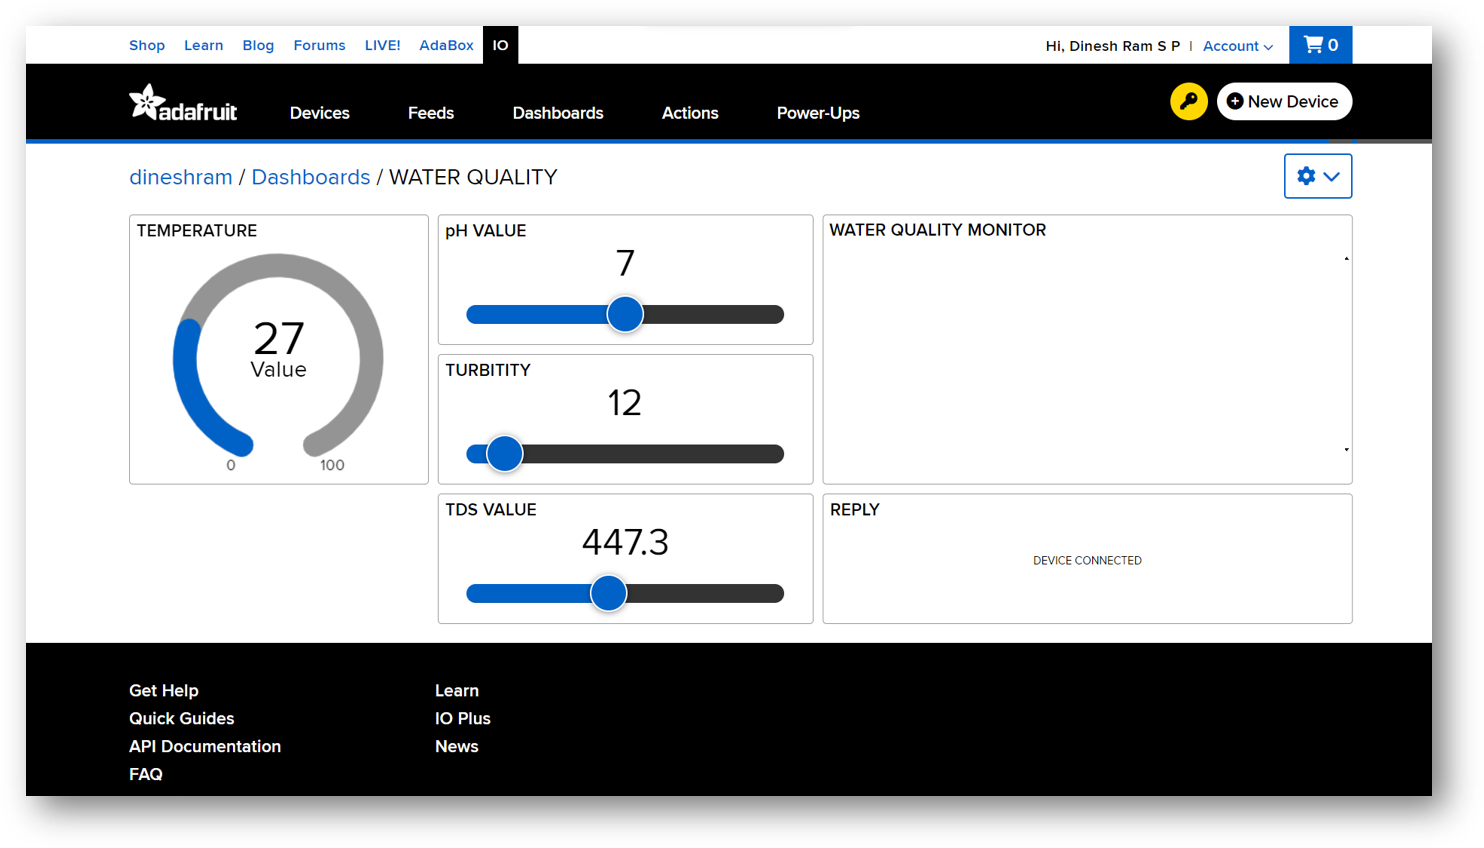 Shop Learn Blog Forums LIVE! AdaBox IO
Hi, Dinesh Ram S P | Account 0
adafruit Devices Feeds Dashboards Actions Power-Ups New Device
dineshram / Dashboards / WATER QUALITY
TEMPERATURE
27
Value
0 100
pH VALUE
7
TURBITITY
12
TDS VALUE
447.3
WATER QUALITY MONITOR
REPLY
DEVICE CONNECTED
Get Help
Quick Guides
API Documentation
FAQ
Learn
IO Plus
News